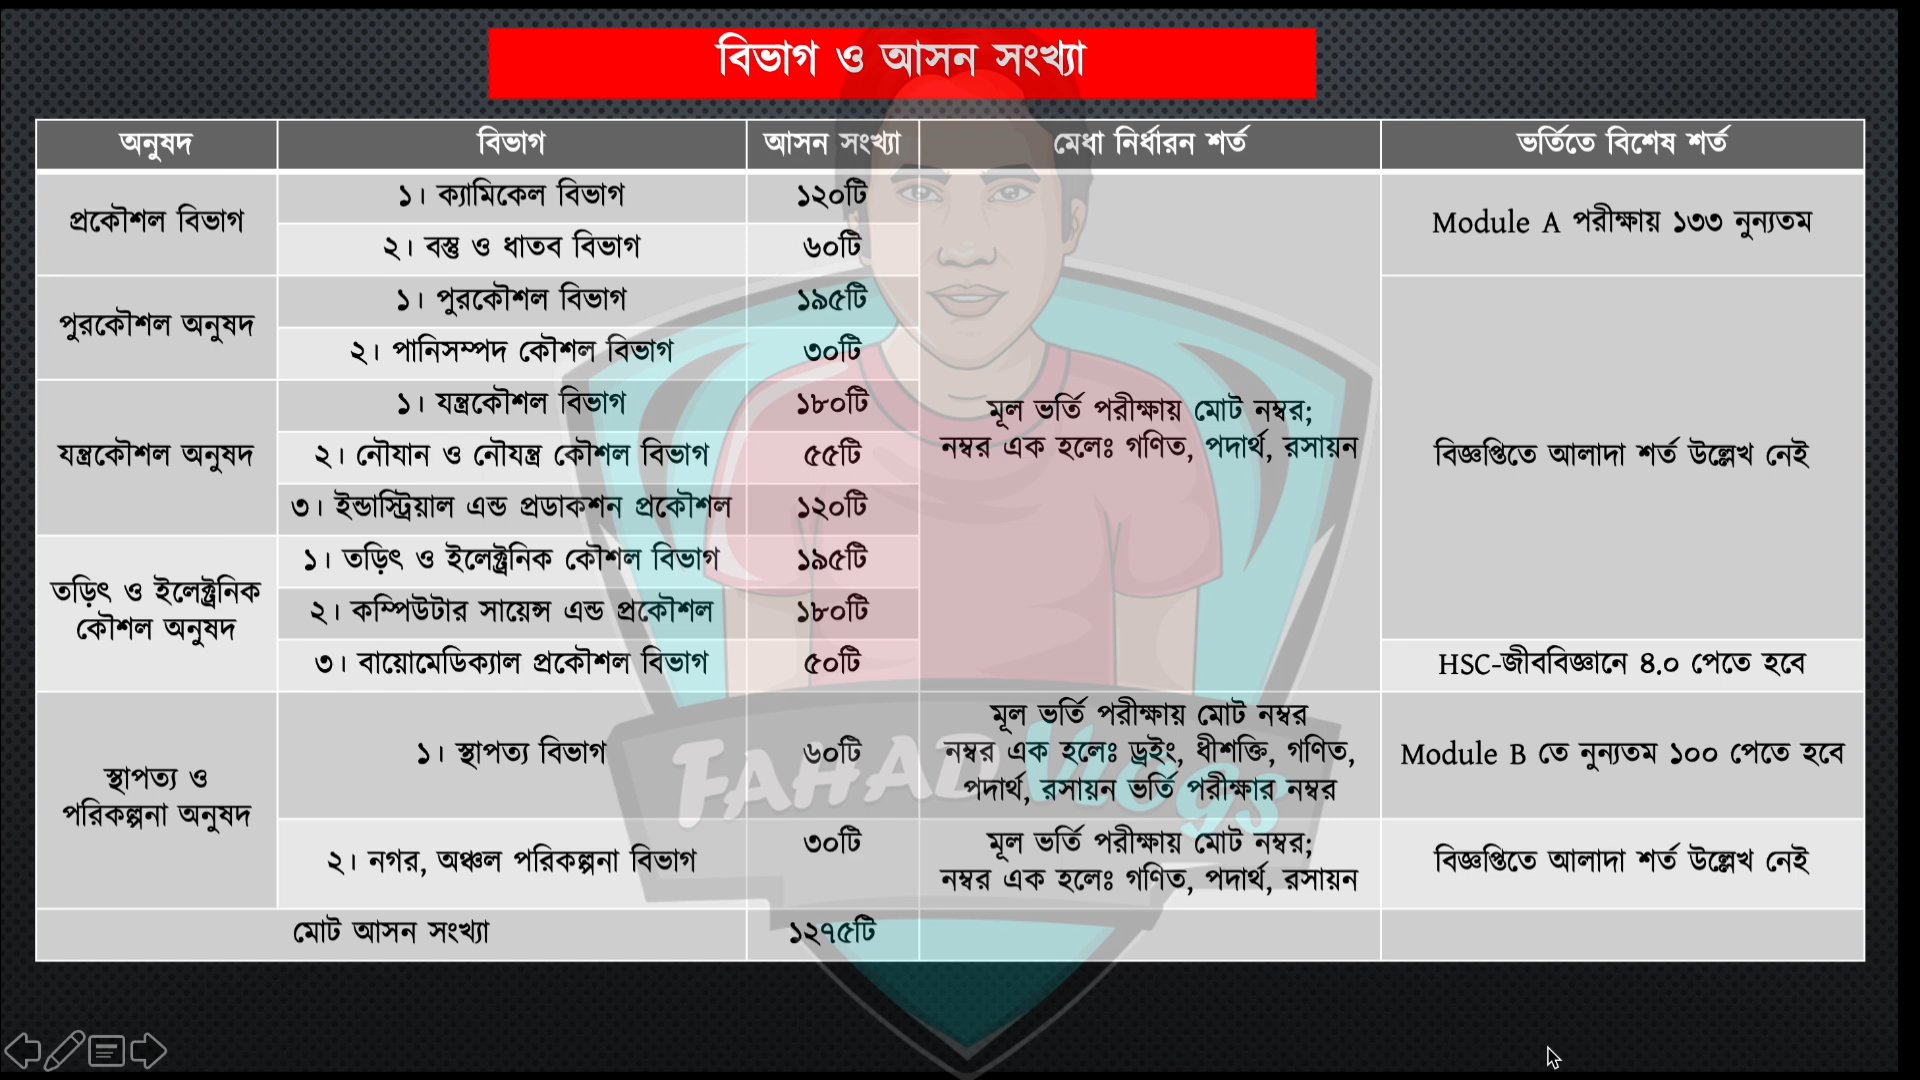 বিভাগ ও আসন সংখ্যা
অনুষদ
বিভাগ
আসন সংখ্যা
মেধা নির্ধারন শর্ত
ভর্তিতে বিশেষ শর্ত
প্রকৌশল বিভাগ
১। ক্যামিকেল বিভাগ
১২০টি
২। বস্তু ও ধাতব বিভাগ
৬০টি
Module A পরীক্ষায় ১৩৩ নুন্যতম
পুরকৌশল অনুষদ
১। পুরকৌশল বিভাগ
১৯৫টি
২। পানিসম্পদ কৌশল বিভাগ
৩০টি
যন্ত্রকৌশল অনুষদ
১। যন্ত্রকৌশল বিভাগ
১৮০টি
২। নৌযান ও নৌযন্ত্র কৌশল বিভাগ
৫৫টি
৩। ইন্ডাস্ট্রিয়াল এন্ড প্রডাকশন প্রকৌশল
১২০টি
মূল ভর্তি পরীক্ষায় মোট নম্বর;
নম্বর এক হলেঃ গণিত, পদার্থ, রসায়ন
বিজ্ঞপ্তিতে আলাদা শর্ত উল্লেখ নেই
তড়িৎ ও ইলেক্ট্রনিক
কৌশল অনুষদ
১। তড়িৎ ও ইলেক্ট্রনিক কৌশল বিভাগ
১৯৫টি
২। কম্পিউটার সায়েন্স এন্ড প্রকৌশল
১৮০টি
৩। বায়োমেডিক্যাল প্রকৌশল বিভাগ
৫০টি
HSC-জীববিজ্ঞানে ৪.০ পেতে হবে
স্থাপত্য ও
পরিকল্পনা অনুষদ
১। স্থাপত্য বিভাগ
৬০টি
মূল ভর্তি পরীক্ষায় মোট নম্বর
নম্বর এক হলেঃ ড্রইং, ধীশক্তি, গণিত,
পদার্থ, রসায়ন ভর্তি পরীক্ষার নম্বর
Module B তে নুন্যতম ১০০ পেতে হবে
২। নগর, অঞ্চল পরিকল্পনা বিভাগ
৩০টি
মূল ভর্তি পরীক্ষায় মোট নম্বর;
নম্বর এক হলেঃ গণিত, পদার্থ, রসায়ন
বিজ্ঞপ্তিতে আলাদা শর্ত উল্লেখ নেই
মোট আসন সংখ্যা
১২৭৫টি
FAHAD Vlogs